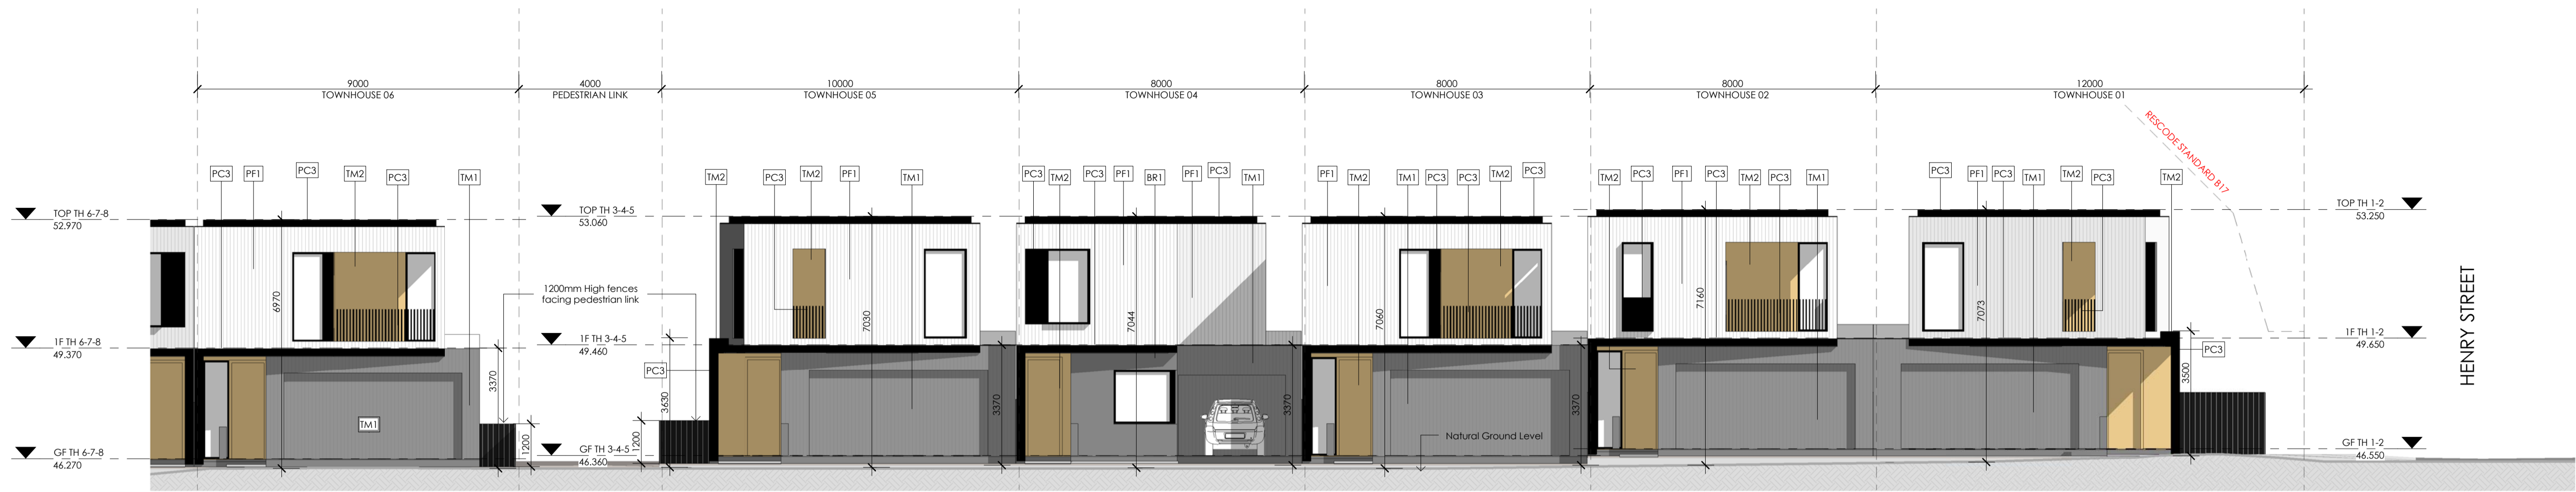 9000
4000
10000
8000
8000
8000
12000
TOWNHOUSE 06
PEDESTRIAN LINK
TOWNHOUSE 05
TOWNHOUSE 04
TOWNHOUSE 03
TOWNHOUSE 02
TOWNHOUSE 01
RESCODE STANDARD B17
PC3
PF1
PC3
TM2
PC3
TM1
TM2
PC3
TM2
PF1
TM1
PC3
TM2
PC3
PF1
BR1
PF1
PC3
TM1
PF1
TM2
TM1
PC3
PC3
TM2
PC3
TM2
PC3
PF1
PC3
TM2
PC3
TM1
PC3
PF1
PC3
TM1
TM2
PC3
TM2
TOP TH 6-7-8
52.970
TOP TH 3-4-5
53.060
TOP TH 1-2
53.250
1200mm High fences
facing pedestrian link
6970
7030
7044
7060
7160
7073
1F TH 6-7-8
49.370
1F TH 3-4-5
49.460
1F TH 1-2
49.650
HENRY STREET
PC3
PC3
3370
3630
3370
3370
3370
3500
TM1
1200
1200
Natural Ground Level
GF TH 6-7-8
46.270
GF TH 3-4-5
46.360
GF TH 1-2
46.550